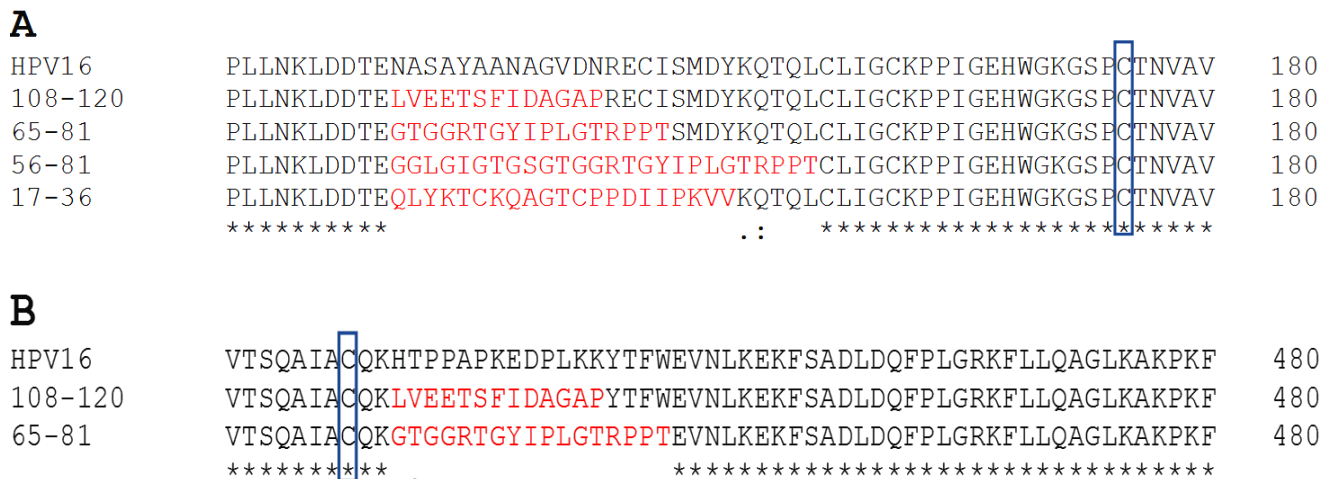 A
HPV16 PLLNKLDDTENASAYAANAGVDNRECISMDYKQTQLCLIGCKPPIGEHWGKGSPCTNVAV 180
108-120 PLLNKLDDTELVEETSFIDAGAPRECISMDYKQTQLCLIGCKPPIGEHWGKGSPCTNVAV 180
65-81 PLLNKLDDTEGTGGRTGYIPLGTRPPTSMDYKQTQLCLIGCKPPIGEHWGKGSPCTNVAV 180
56-81 PLLNKLDDTEGGLGIGTGSGTGGRTGYIPLGTRPPTCLIGCKPPIGEHWGKGSPCTNVAV 180
17-36 PLLNKLDDTEQLYKTCKQAGTCPPDIIPKVVKQTQLCLIGCKPPIGEHWGKGSPCTNVAV 180
********** .: ************************
B
HPV16 VTSQAIACQKHTPPAPKEDPLKKYTFWEVNLKEKFSADLDQFPLGRKFLLQAGLKAKPKF 480
108-120 VTSQAIACQKLVEETSFIDAGAPYTFWEVNLKEKFSADLDQFPLGRKFLLQAGLKAKPKF 480
65-81 VTSQAIACQKGTGGRTGYIPLGTRPPTEVNLKEKFSADLDQFPLGRKFLLQAGLKAKPKF 480
********** . *********************************